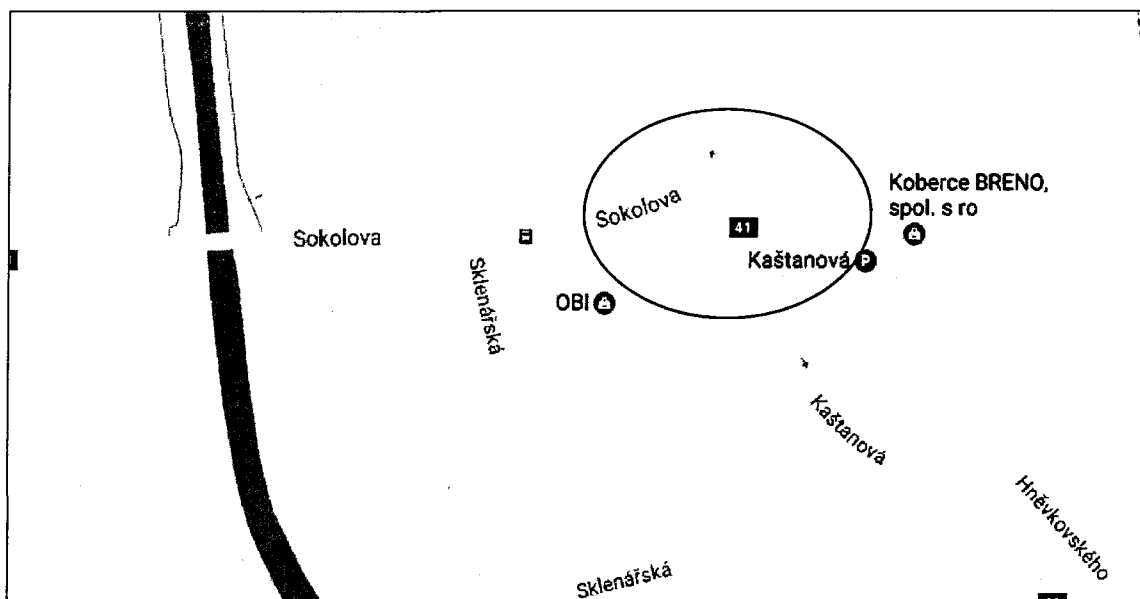 Koberce BRENO,
spol. s ro
Sokolova
41
Sokolova
Kaštanová P
Sklenářská
OBI
Kaštanová
Hněvkovského
Sklenářská